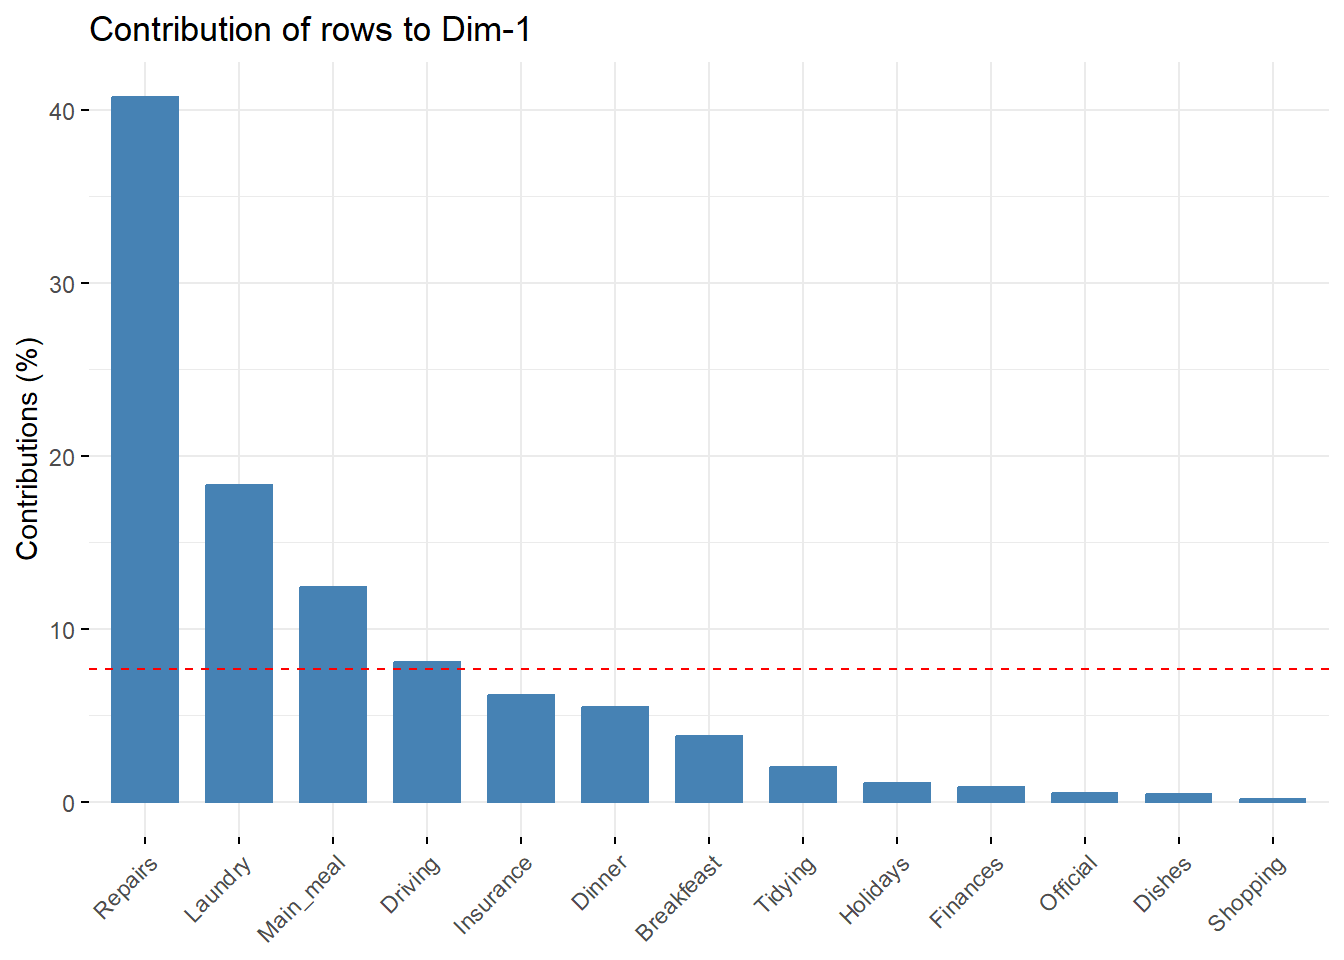 Contribution of rows to Dim-1
Contributions (%)
40
30
20
10
0
Repairs
Laundry
Main_meal
Driving
Insurance
Dinner
Breakfeast
Tidying
Holidays
Finances
Official
Dishes
Shopping